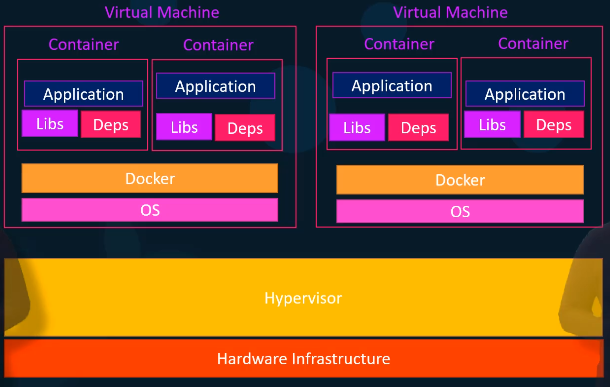 Virtual Machine
Virtual Machine
Container
Container
Container
Container
Application
Application
Application
Application
Libs
Deps
Libs
Deps
Libs
Deps
Libs
Deps
Docker
Docker
OS
OS
Hypervisor
Hardware Infrastructure